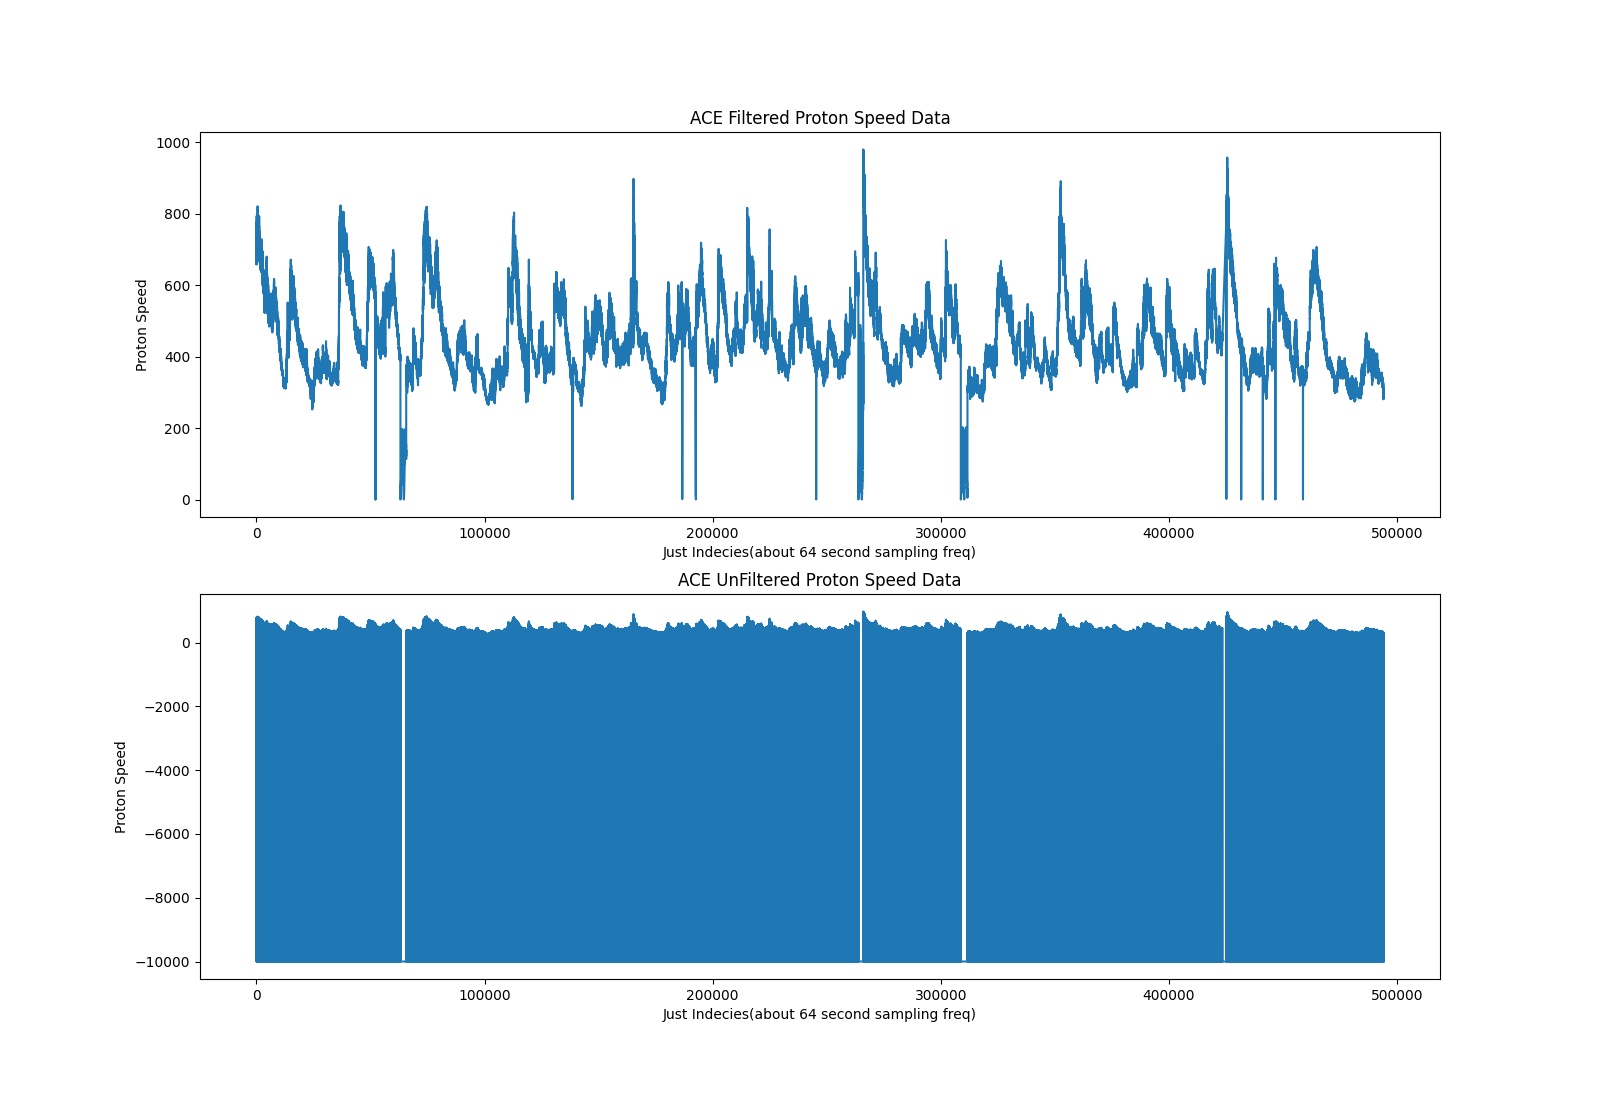 ACE Filtered Proton Speed Data
1000
800
600
400
200
0
Proton Speed
0 100000 200000 300000 400000 500000
Just Indecies(about 64 second sampling freq)
ACE UnFiltered Proton Speed Data
0
−2000
−4000
−6000
−8000
−10000
Proton Speed
0 100000 200000 300000 400000 500000
Just Indecies(about 64 second sampling freq)